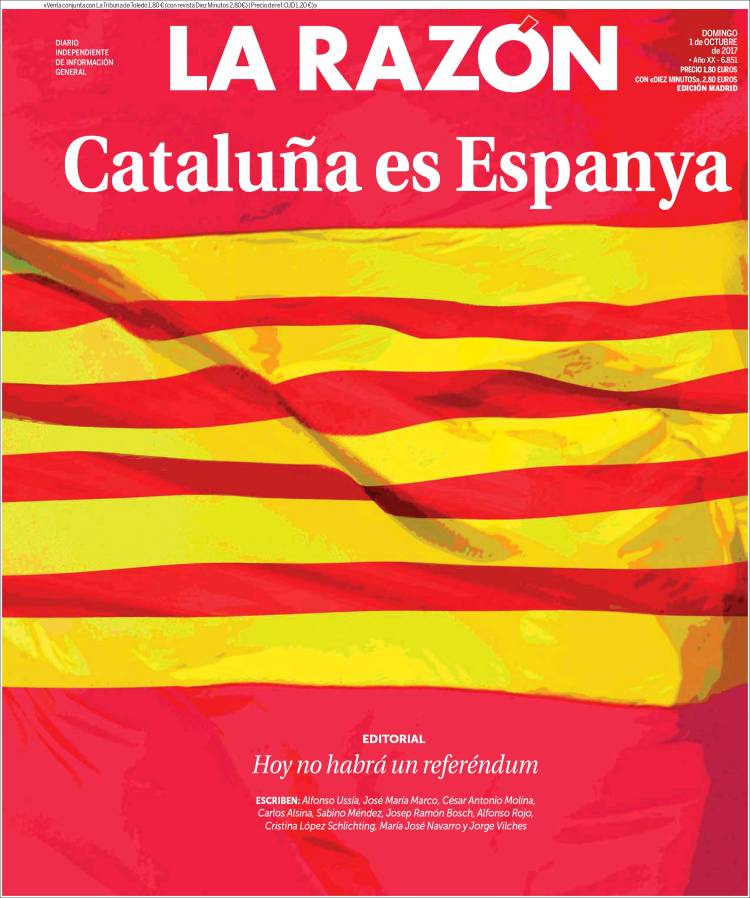 «Venta conjunta con La Tribuna de Toledo 1,80 € (con revista Diez Minutos 2,80€) (Precio de ref. OJD 1,20 €)»
DIARIO
INDEPENDIENTE
DE INFORMACIÓN
GENERAL
LA RAZÓN
DOMINGO
1 de OCTUBRE
de 2017
• Año XX - 6.851
PRECIO 1,80 EUROS
CON «DIEZ MINUTOS», 2,80 EUROS
EDICIÓN MADRID
Cataluña es Espanya
EDITORIAL
Hoy no habrá un referéndum
ESCRIBEN: Alfonso Ussía, José María Marco, César Antonio Molina,
Carlos Alsina, Sabino Méndez, Josep Ramón Bosch, Alfonso Rojo,
Cristina López Schlichting, María José Navarro y Jorge Vilches